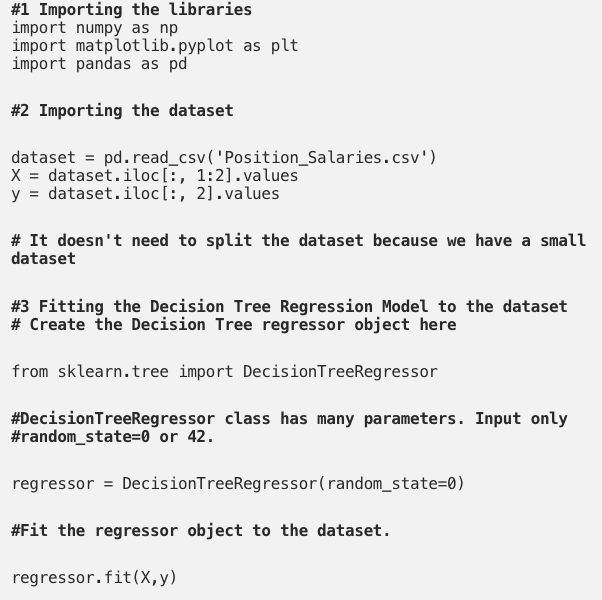 #1 Importing the libraries
import numpy as np
import matplotlib.pyplot as plt
import pandas as pd
#2 Importing the dataset
dataset = pd.read_csv('Position_Salaries.csv')
X = dataset.iloc[:, 1:2].values
y = dataset.iloc[:, 2].values
# It doesn't need to split the dataset because we have a small
dataset
#3 Fitting the Decision Tree Regression Model to the dataset
# Create the Decision Tree regressor object here
from sklearn.tree import DecisionTreeRegressor
#DecisionTreeRegressor class has many parameters. Input only
#random_state=0 or 42.
regressor = DecisionTreeRegressor(random_state=0)
#Fit the regressor object to the dataset.
regressor.fit(X,y)